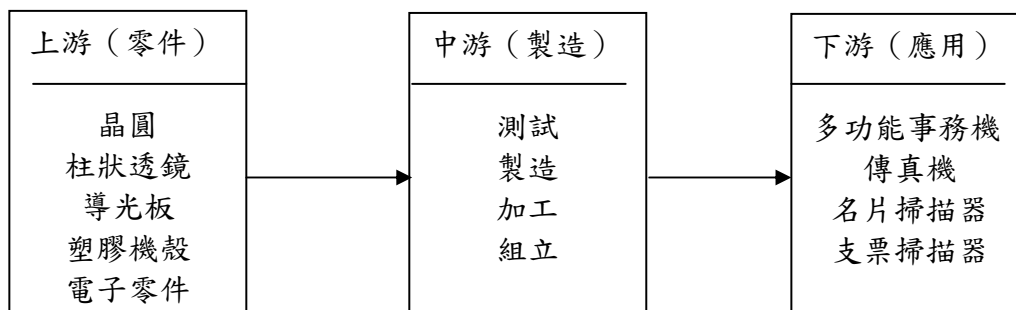 上游（零件）
晶圓
柱狀透鏡
導光板
塑膠機殼
電子零件
中游（製造）
測試
製造
加工
組立
下游（應用）
多功能事務機
傳真機
名片掃描器
支票掃描器